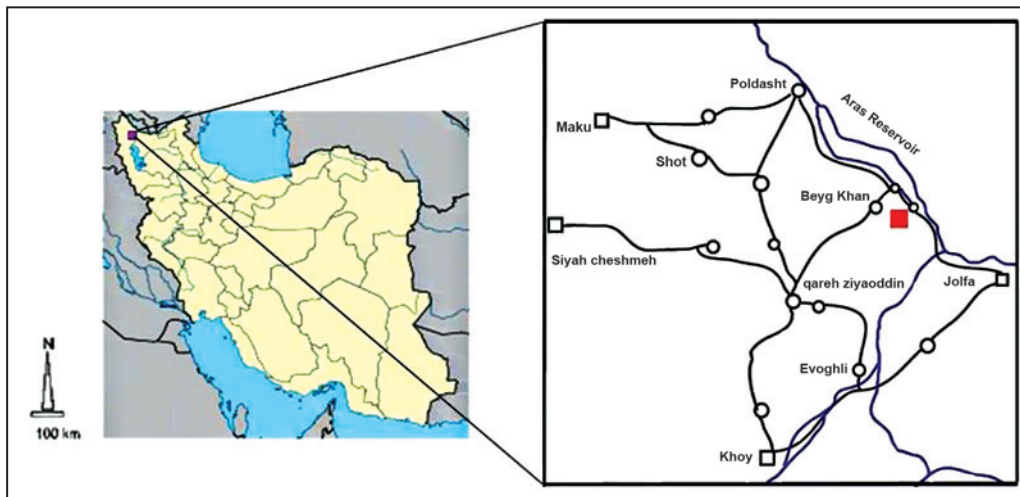 N
100 km
Poldasht
Aras Reservoir
Maku
Shot
Beyg Khan
Siyah cheshmeh
qareh ziyaoddin
Jolfa
Evoghli
Khoy